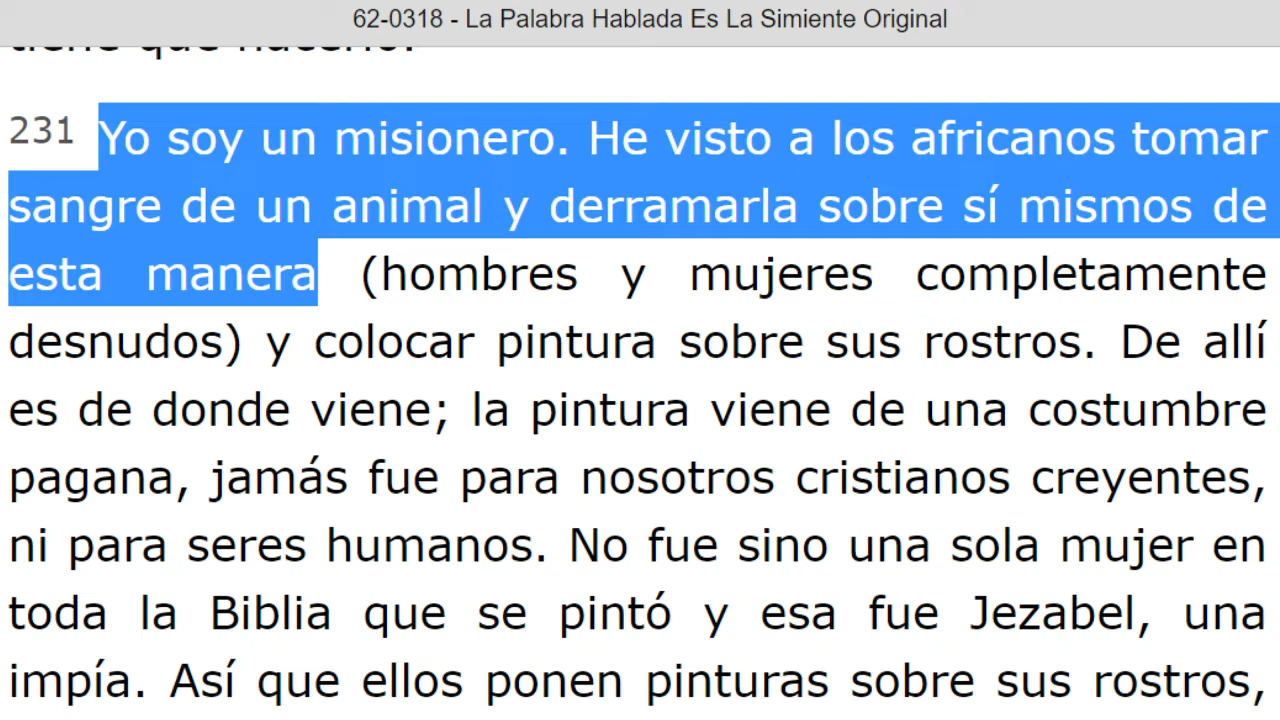 62-0318 - La Palabra Hablada Es La Simiente Original
tiene que hacerlo.
231 Yo soy un misionero. He visto a los africanos tomar
sangre de un animal y derramarla sobre sí mismos de
esta manera (hombres y mujeres completamente
desnudos) y colocar pintura sobre sus rostros. De allí
es de donde viene; la pintura viene de una costumbre
pagana, jamás fue para nosotros cristianos creyentes,
ni para seres humanos. No fue sino una sola mujer en
toda la Biblia que se pintó y esa fue Jezabel, una
impía. Así que ellos ponen pinturas sobre sus rostros,